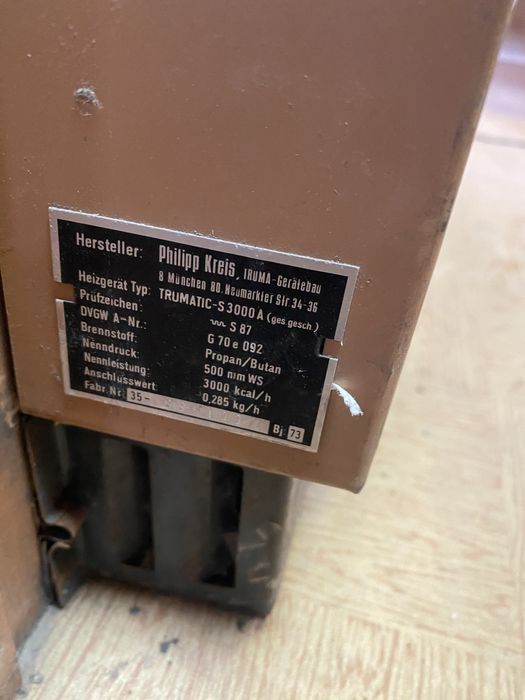 Hersteller: Philipp Kreis, TRUMA-Gerätebau
8 München 80. Neumarkter Str 34-36
Heizgerät Typ: TRUMATIC-S3000A (ges gesch)
Prüfzeichen: S 87
DVGW A-Nr.: G 70 e 092
Brennstoff: Propan/Butan
Nenndruck: 500 mm WS
Nennleistung: 3000 kcal/h
Anschlusswert 0,285 kg/h
Fabr. Nr. 35- Bj 73